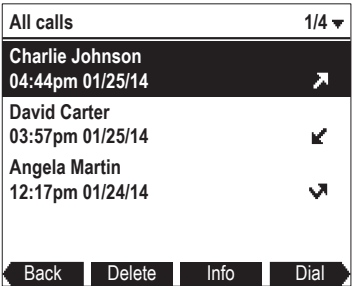 All calls 1/4
Charlie Johnson
04:44pm 01/25/14
David Carter
03:57pm 01/25/14
Angela Martin
12:17pm 01/24/14
Back Delete Info Dial